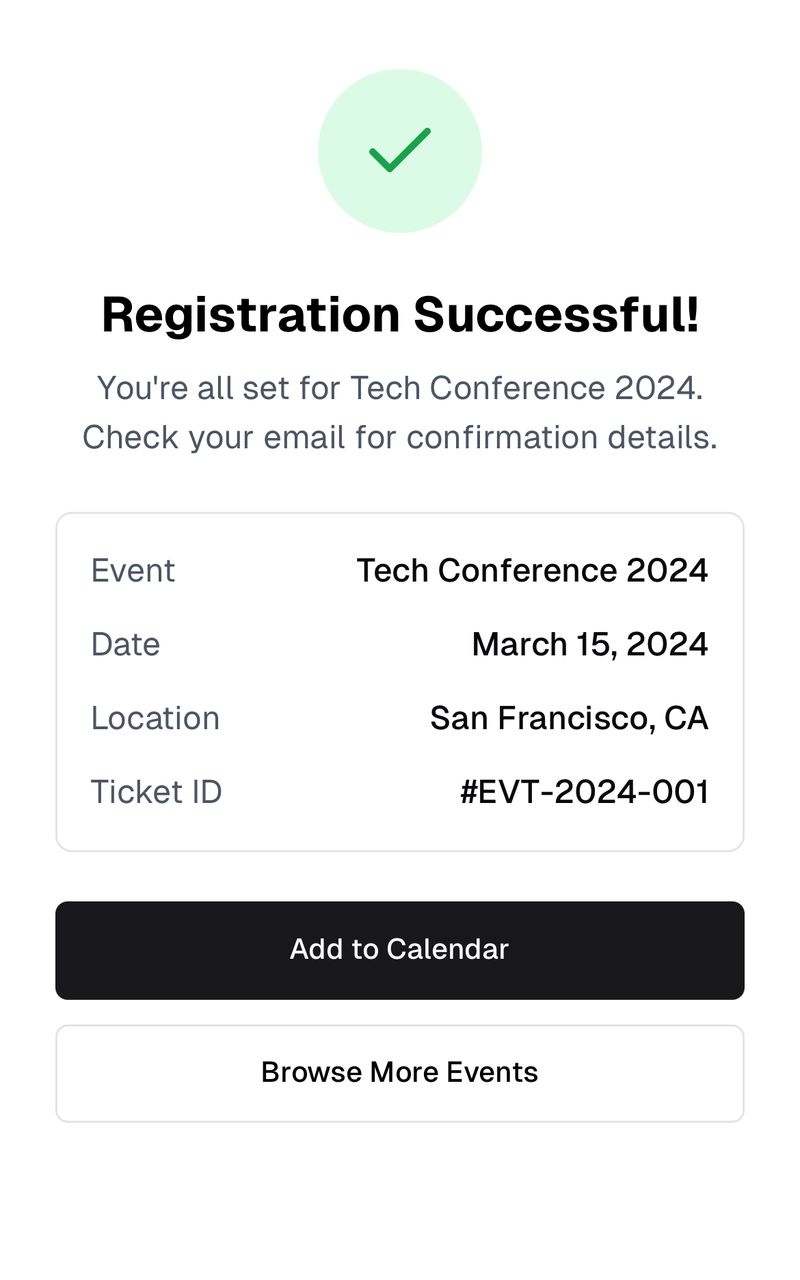 Registration Successful!
You're all set for Tech Conference 2024.
Check your email for confirmation details.
Event Tech Conference 2024
Date March 15, 2024
Location San Francisco, CA
Ticket ID #EVT-2024-001
Add to Calendar
Browse More Events